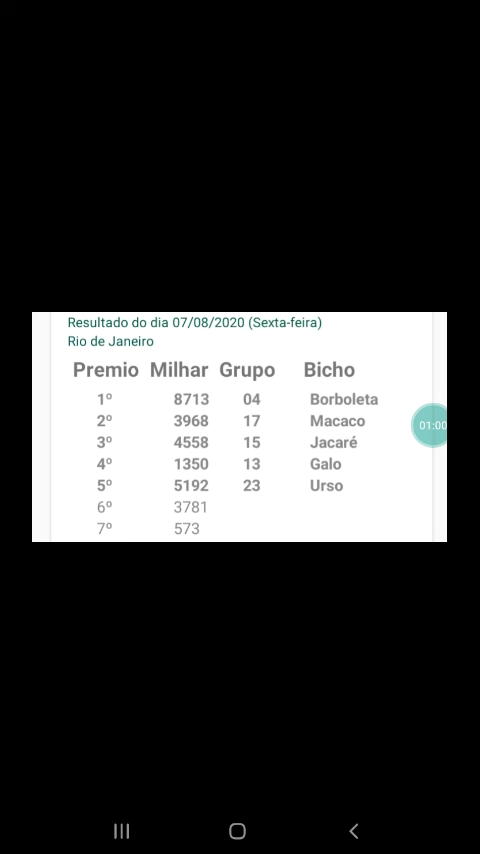 Resultado do dia 07/08/2020 (Sexta-feira)
Rio de Janeiro
Premio Milhar Grupo Bicho
1º 8713 04 Borboleta
2º 3968 17 Macaco
3º 4558 15 Jacaré
4º 1350 13 Galo
5º 5192 23 Urso
6º 3781
7º 573
01:00